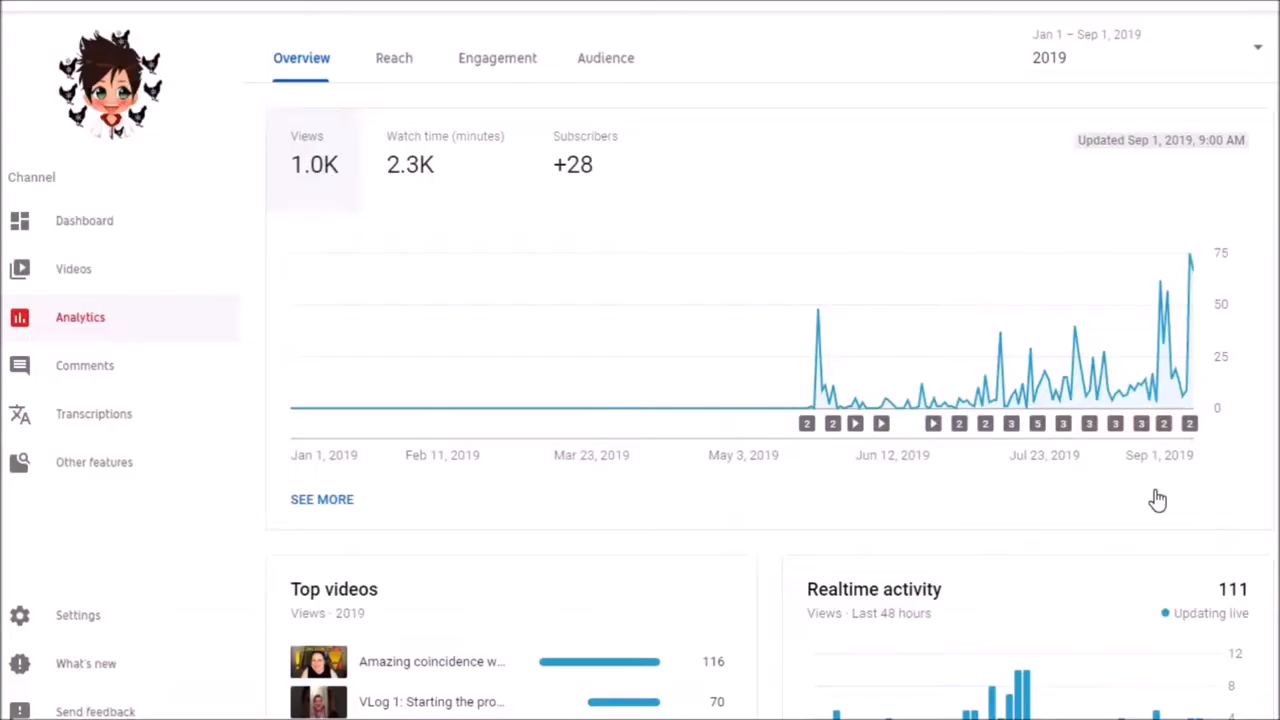 Overview Reach Engagement Audience
Jan 1 – Sep 1, 2019
2019
Channel
Dashboard
Videos
Analytics
Comments
Transcriptions
Other features
Settings
What's new
Send feedback
Views
1.0K
Watch time (minutes)
2.3K
Subscribers
+28
Updated Sep 1, 2019, 9:00 AM
75
50
25
0
2 2 2 2 3 5 3 3 3 3 2 2
Jan 1, 2019 Feb 11, 2019 Mar 23, 2019 May 3, 2019 Jun 12, 2019 Jul 23, 2019 Sep 1, 2019
SEE MORE
Top videos
Views · 2019
Amazing coincidence w... 116
VLog 1: Starting the pro... 70
Realtime activity 111
Views · Last 48 hours Updating live
12
8
4